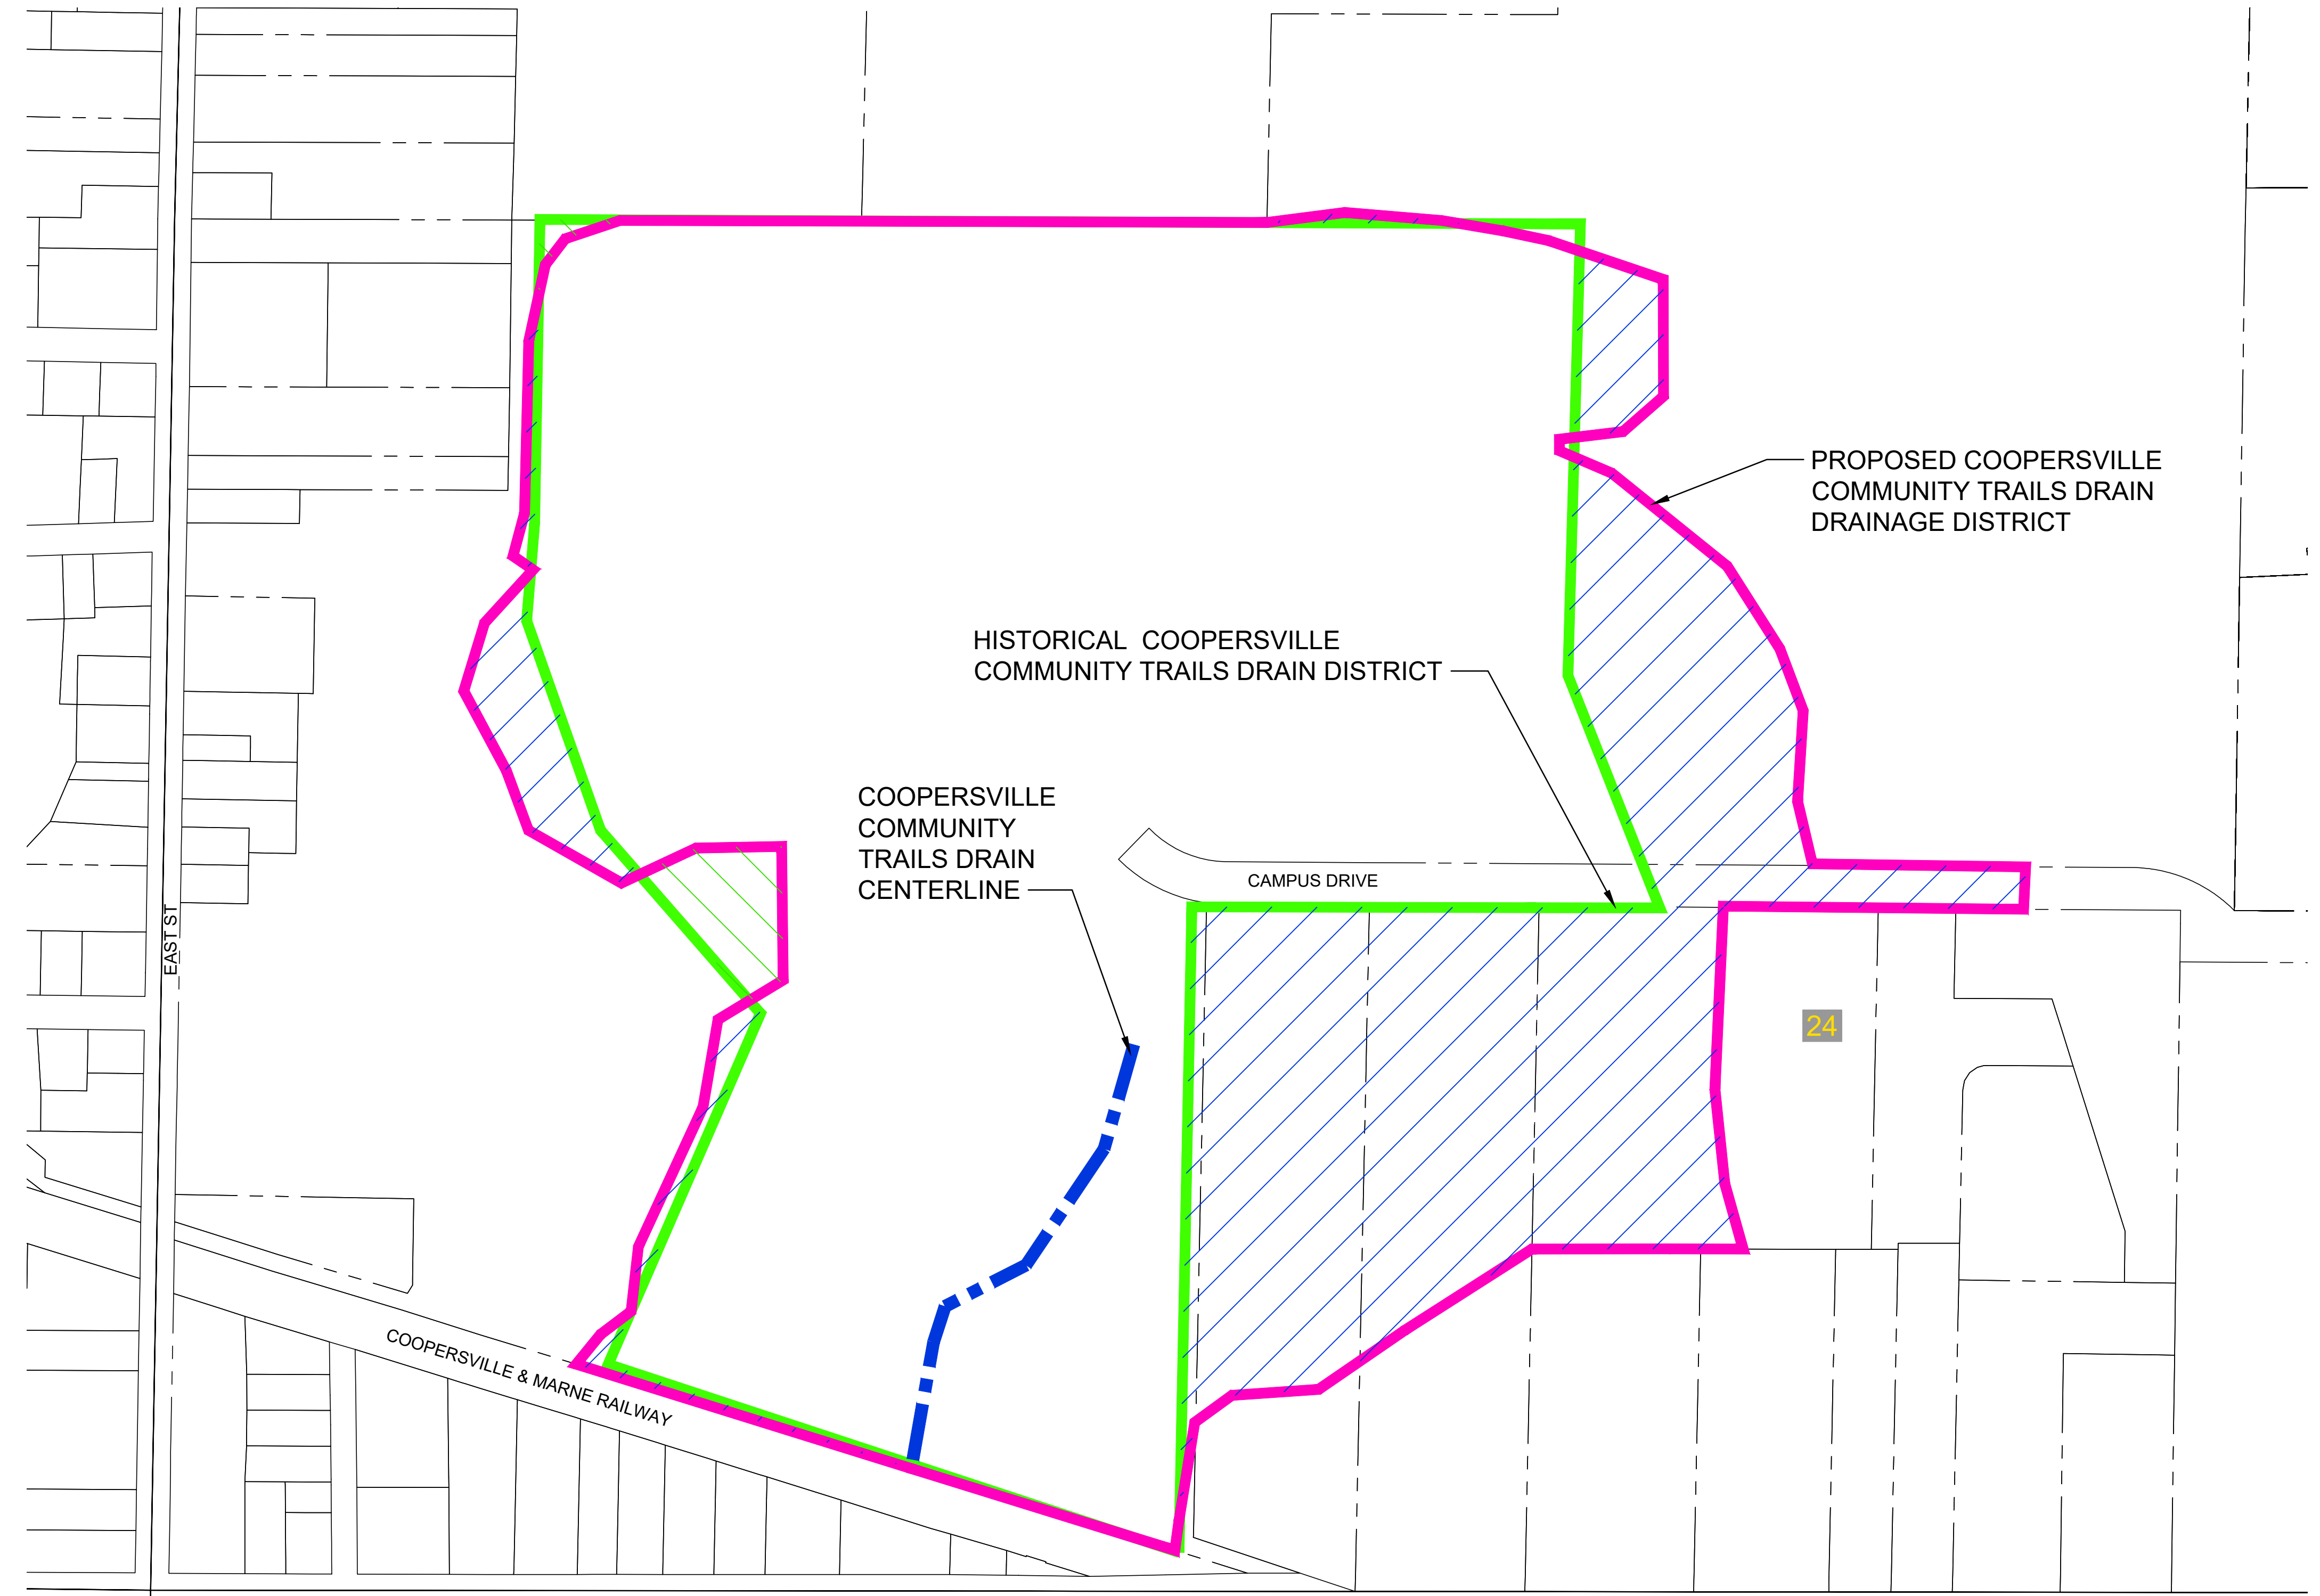 PROPOSED COOPERSVILLE
COMMUNITY TRAILS DRAIN
DRAINAGE DISTRICT
HISTORICAL COOPERSVILLE
COMMUNITY TRAILS DRAIN DISTRICT
COOPERSVILLE
COMMUNITY
TRAILS DRAIN
CENTERLINE
CAMPUS DRIVE
EAST ST
24
COOPERSVILLE & MARNE RAILWAY